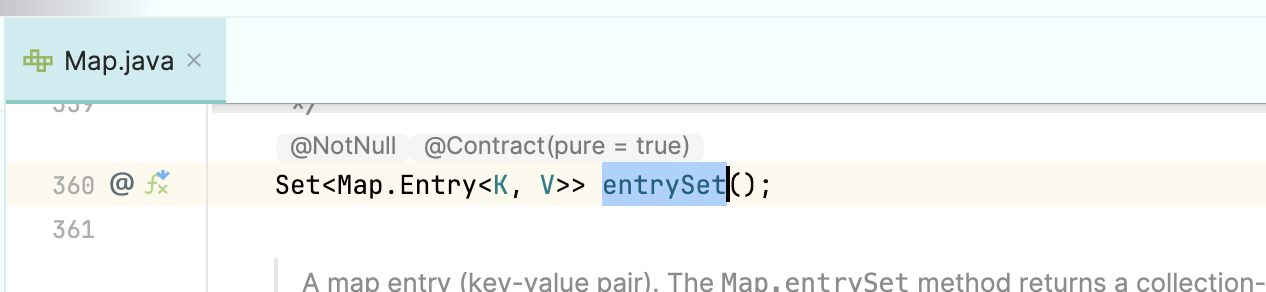 Map.java
359 */
@NotNull @Contract(pure = true)
360 @ Set<Map.Entry<K, V>> entrySet();
361
A map entry (key-value pair). The Map.entrySet method returns a collection-